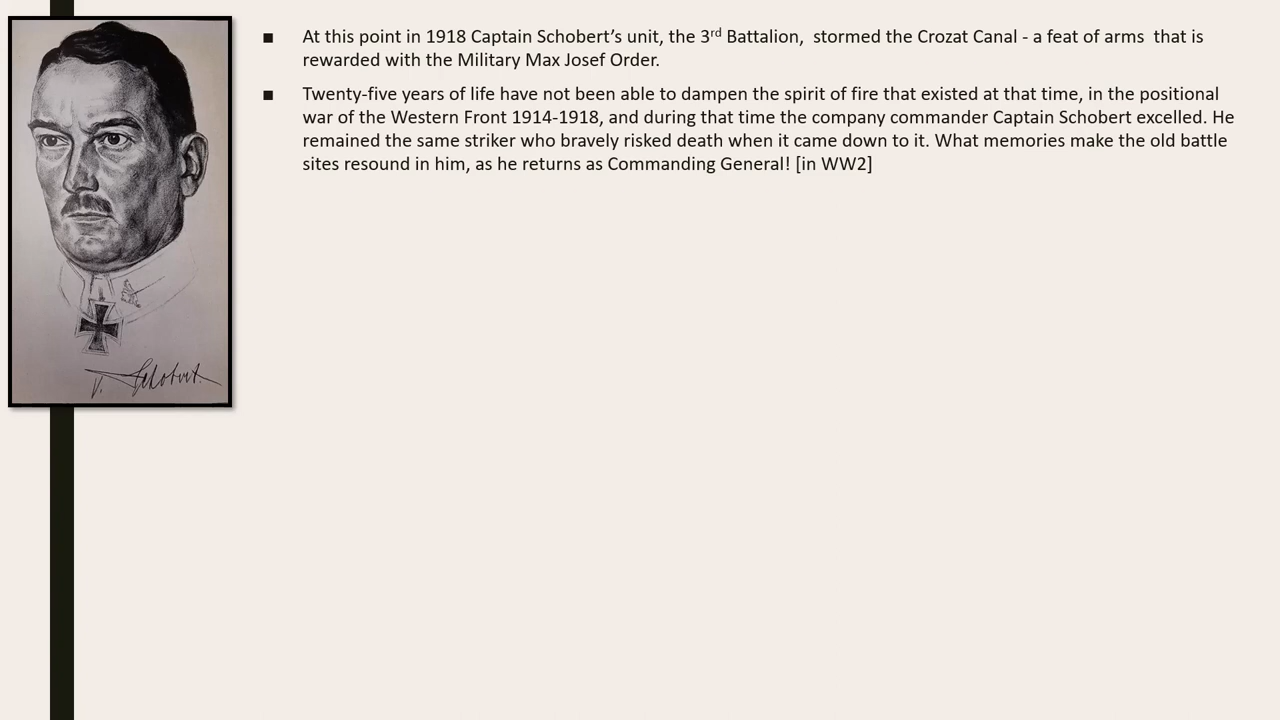 ■ At this point in 1918 Captain Schobert’s unit, the 3rd Battalion,  stormed the Crozat Canal - a feat of arms  that is
rewarded with the Military Max Josef Order.
■ Twenty-five years of life have not been able to dampen the spirit of fire that existed at that time, in the positional
war of the Western Front 1914-1918, and during that time the company commander Captain Schobert excelled. He
remained the same striker who bravely risked death when it came down to it. What memories make the old battle
sites resound in him, as he returns as Commanding General! [in WW2]
v. Schobert.